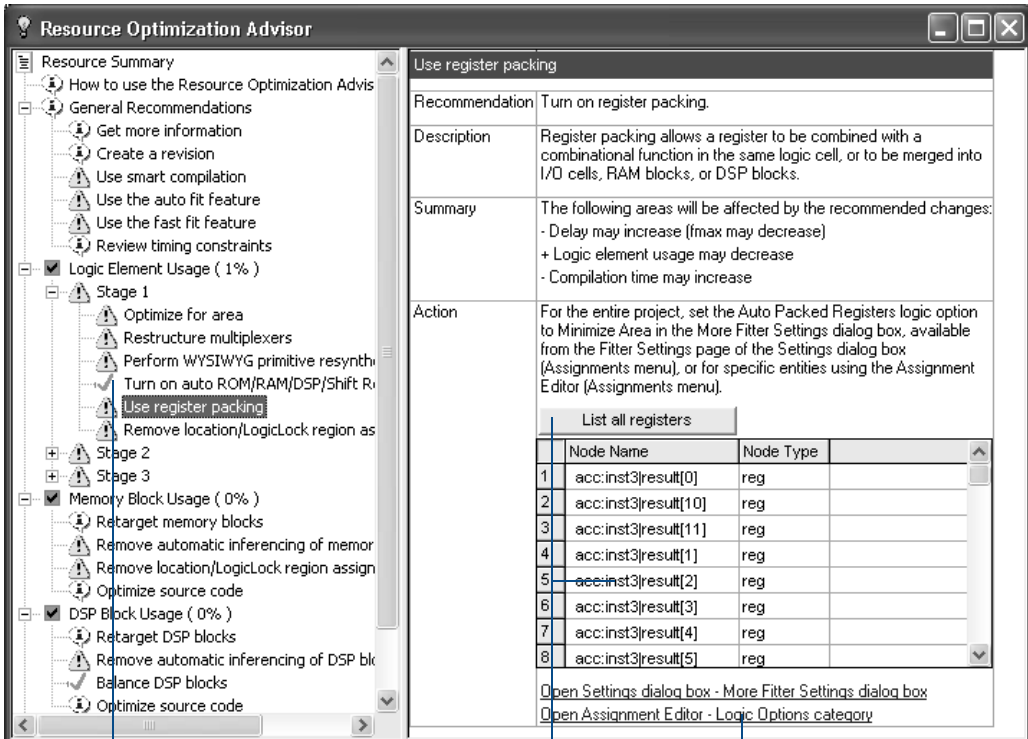 Resource Optimization Advisor
Resource Summary
How to use the Resource Optimization Advis
General Recommendations
Get more information
Create a revision
Use smart compilation
Use the auto fit feature
Use the fast fit feature
Review timing constraints
Logic Element Usage ( 1% )
Stage 1
Optimize for area
Restructure multiplexers
Perform WYSIWYG primitive resynth
Turn on auto ROM/RAM/DSP/Shift R
Use register packing
Remove location/LogicLock region as
Stage 2
Stage 3
Memory Block Usage ( 0% )
Retarget memory blocks
Remove automatic inferencing of memor
Remove location/LogicLock region assign
Optimize source code
DSP Block Usage ( 0% )
Retarget DSP blocks
Remove automatic inferencing of DSP bl
Balance DSP blocks
Optimize source code
Use register packing
Recommendation Turn on register packing.
Description Register packing allows a register to be combined with a
combinational function in the same logic cell, or to be merged into
I/O cells, RAM blocks, or DSP blocks.
Summary The following areas will be affected by the recommended changes:
- Delay may increase (fmax may decrease)
+ Logic element usage may decrease
- Compilation time may increase
Action For the entire project, set the Auto Packed Registers logic option
to Minimize Area in the More Fitter Settings dialog box, available
from the Fitter Settings page of the Settings dialog box
(Assignments menu), or for specific entities using the Assignment
Editor (Assignments menu).
List all registers
Node Name Node Type
1 acc:inst3|result[0] reg
2 acc:inst3|result[10] reg
3 acc:inst3|result[11] reg
4 acc:inst3|result[1] reg
5 acc:inst3|result[2] reg
6 acc:inst3|result[3] reg
7 acc:inst3|result[4] reg
8 acc:inst3|result[5] reg
Open Settings dialog box - More Fitter Settings dialog box
Open Assignment Editor - Logic Options category